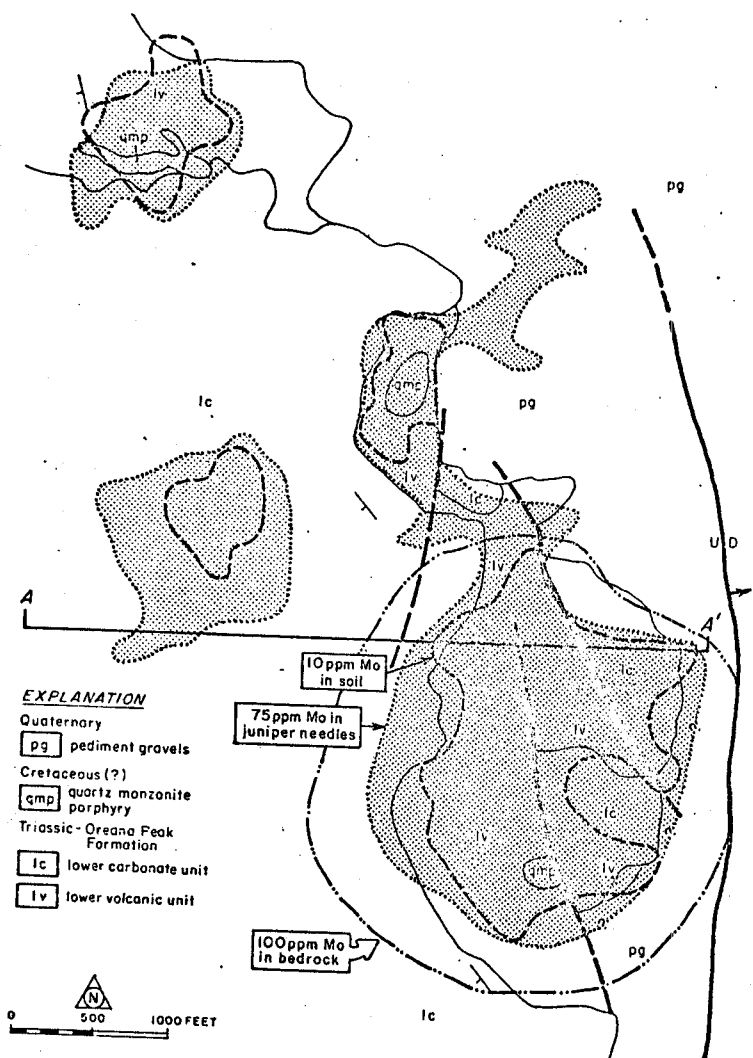 lv
qmp
pg
lc
qmp
pg
lv
lc
lv
U D
A
A'
10ppm Mo
in soil
lc
EXPLANATION
Quaternary
pg pediment gravels
75ppm Mo in
juniper needles
lv
Cretaceous (?)
qmp quartz monzonite
porphyry
lc
Triassic - Oreana Peak
Formation
lc lower carbonate unit
lv lower volcanic unit
?
?
?
lv
qmp
lv
100ppm Mo
in bedrock
pg
N
lc
0 500 1000 FEET